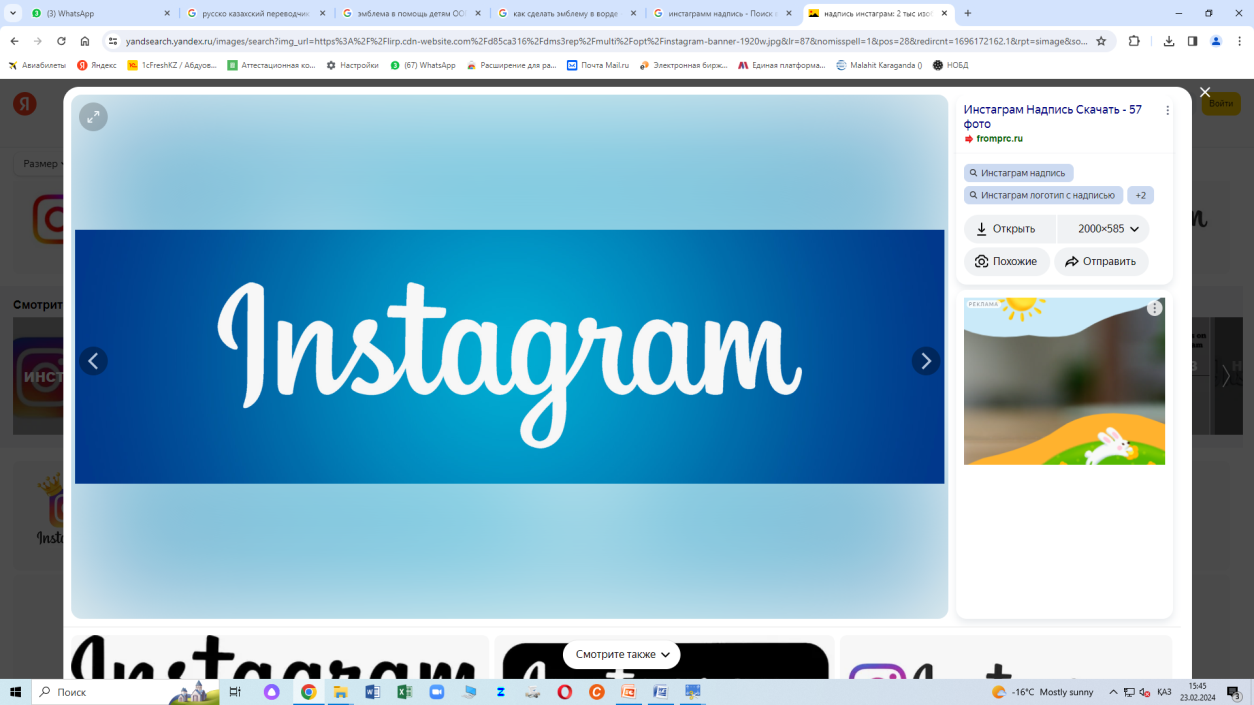 (3) WhatsApp
русско казахский переводчик
эмблема в помощь детям ООН
как сделать эмблему в ворде -
инстаграмм надпись - Поиск в
надпись инстаграм: 2 тыс изоб
yandsearch.yandex.ru/images/search?img_url=https%3A%2F%2Flirp.cdn-website.com%2Fd85ca316%2Fdms3rep%2Fmulti%2Fopt%2Finstagram-banner-1920w.jpg&lr=87&nomisspell=1&pos=28&redircnt=1696172162.1&rpt=simage&so...
Авиабилеты
Яндекс
1cFreshKZ / Абдуов...
Аттестационная ко...
Настройки
(67) WhatsApp
Расширение для ра...
Почта Mail.ru
Электронная бирж...
Единая платформа...
Malahit Karaganda ()
НОБД
Я
Войти
Размер
Инстаграм Надпись Скачать - 57
фото
fromprc.ru
Инстаграм надпись
Инстаграм логотип с надписью
+2
Открыть
2000×585
Похожие
Отправить
РЕКЛАМА
Instagram
Смотрит
инст
Inst
Смотрите также
Instagram
Поиск
-16°C Mostly sunny
ҚАЗ
15:45
23.02.2024
3